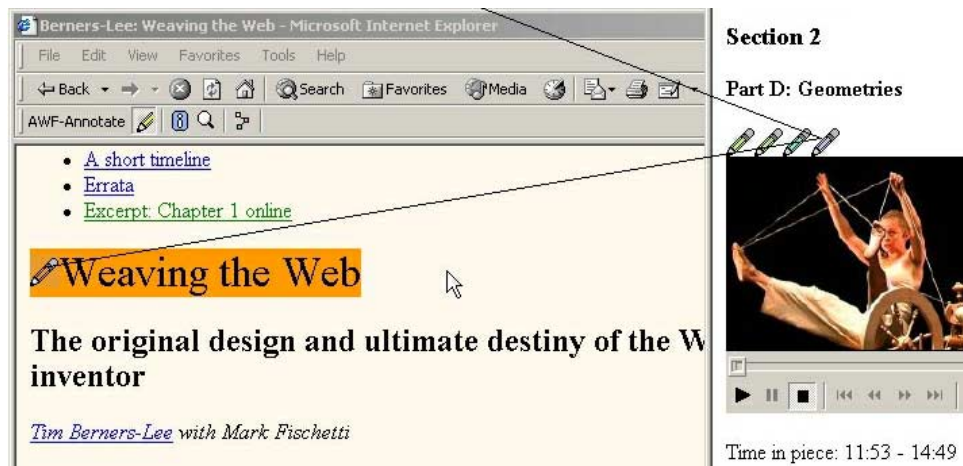 Berners-Lee: Weaving the Web - Microsoft Internet Explorer
File Edit View Favorites Tools Help
Back Search Favorites Media
AWF-Annotate
A short timeline
Errata
Excerpt: Chapter 1 online
Weaving the Web
The original design and ultimate destiny of the W
inventor
Tim Berners-Lee with Mark Fischetti
Section 2
Part D: Geometries
Time in piece: 11:53 - 14:49